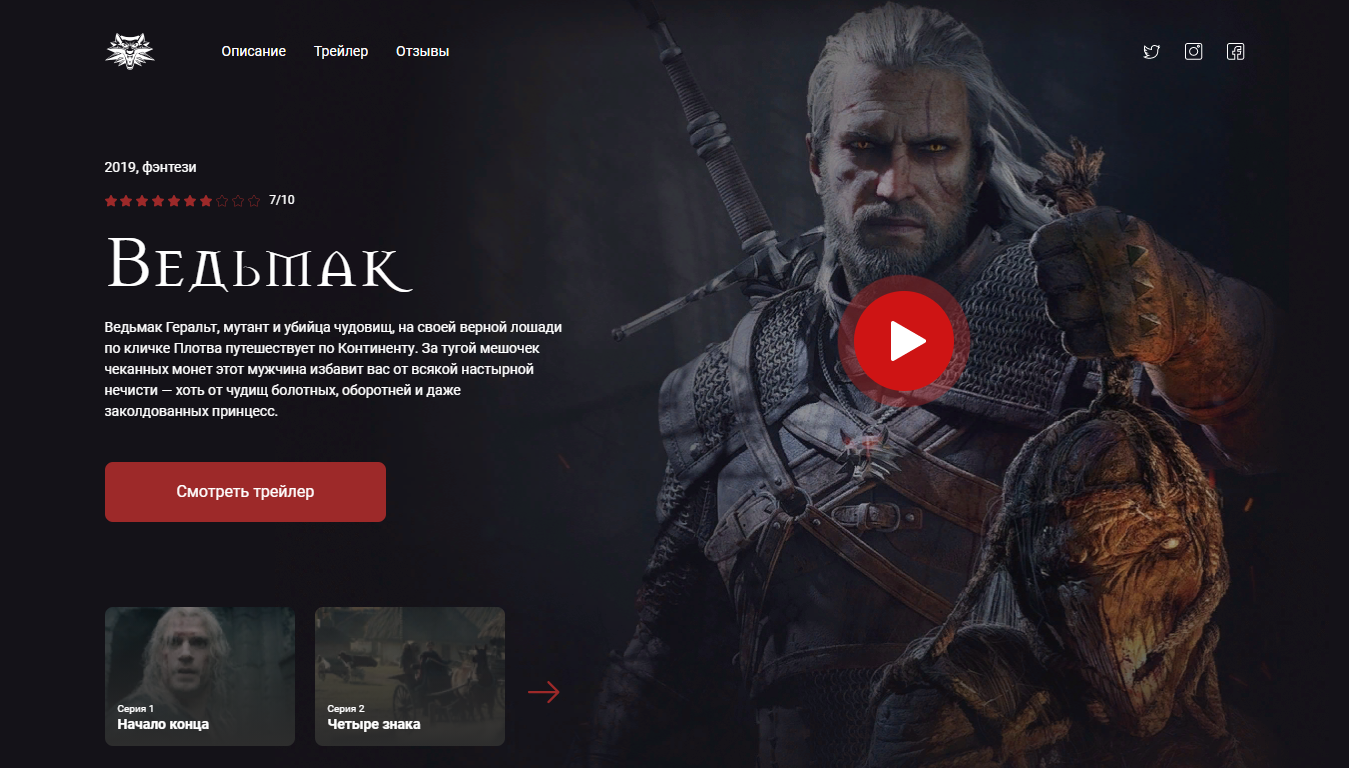 Описание Трейлер Отзывы
2019, фэнтези
7/10
Ведьмак
Ведьмак Геральт, мутант и убийца чудовищ, на своей верной лошади
по кличке Плотва путешествует по Континенту. За тугой мешочек
чеканных монет этот мужчина избавит вас от всякой настырной
нечисти — хоть от чудищ болотных, оборотней и даже
заколдованных принцесс.
Смотреть трейлер
Серия 1
Начало конца
Серия 2
Четыре знака